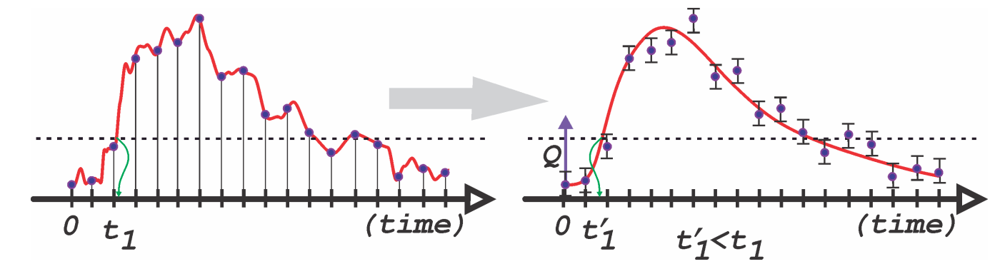 Q
0 t₁ (time)
0 t′₁ t′₁<t₁ (time)